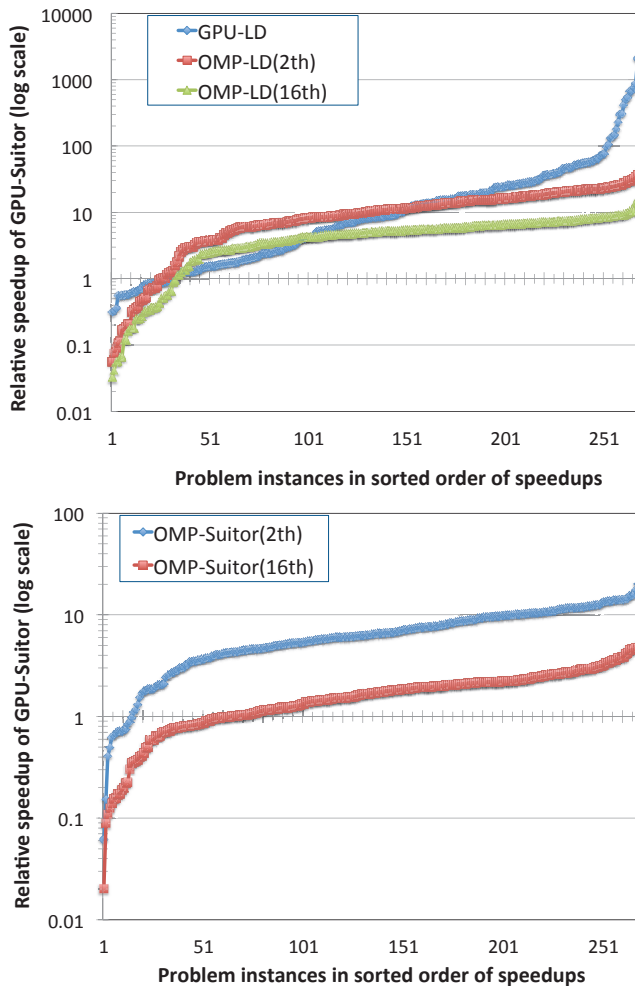 Relative speedup of GPU-Suitor (log scale)
10000
1000
100
10
1
0.1
0.01
GPU-LD
OMP-LD(2th)
OMP-LD(16th)
1 51 101 151 201 251
Problem instances in sorted order of speedups
Relative speedup of GPU-Suitor (log scale)
100
10
1
0.1
0.01
OMP-Suitor(2th)
OMP-Suitor(16th)
1 51 101 151 201 251
Problem instances in sorted order of speedups